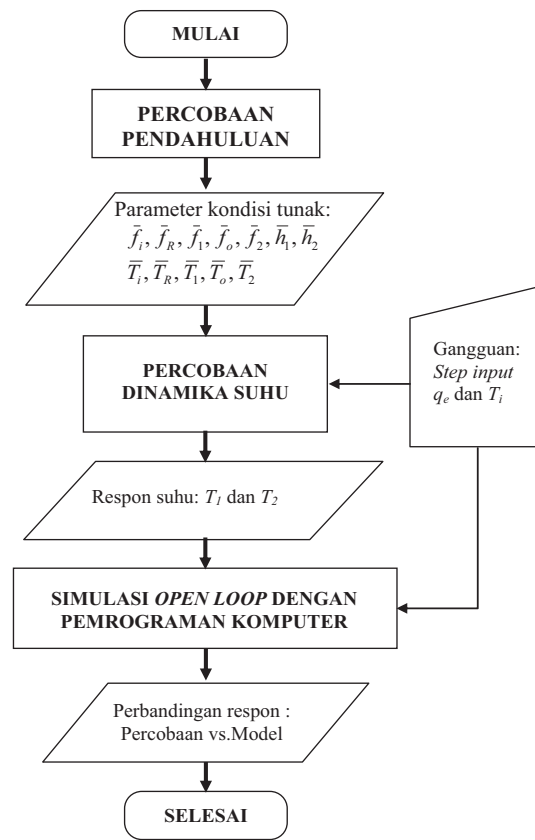 MULAI
PERCOBAAN
PENDAHULUAN
Parameter kondisi tunak:
f̄ᵢ, f̄_R, f̄₁, f̄ₒ, f̄₂, h̄₁, h̄₂
T̄ᵢ, T̄_R, T̄₁, T̄ₒ, T̄₂
PERCOBAAN
DINAMIKA SUHU
Gangguan:
Step input
qₑ dan Tᵢ
Respon suhu: T₁ dan T₂
SIMULASI OPEN LOOP DENGAN
PEMROGRAMAN KOMPUTER
Perbandingan respon :
Percobaan vs.Model
SELESAI